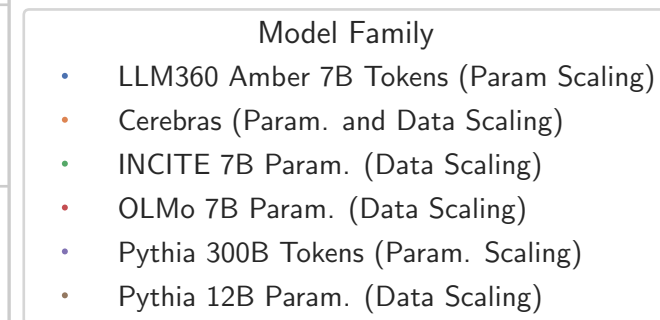 Model Family
LLM360 Amber 7B Tokens (Param Scaling)
Cerebras (Param. and Data Scaling)
INCITE 7B Param. (Data Scaling)
OLMo 7B Param. (Data Scaling)
Pythia 300B Tokens (Param. Scaling)
Pythia 12B Param. (Data Scaling)